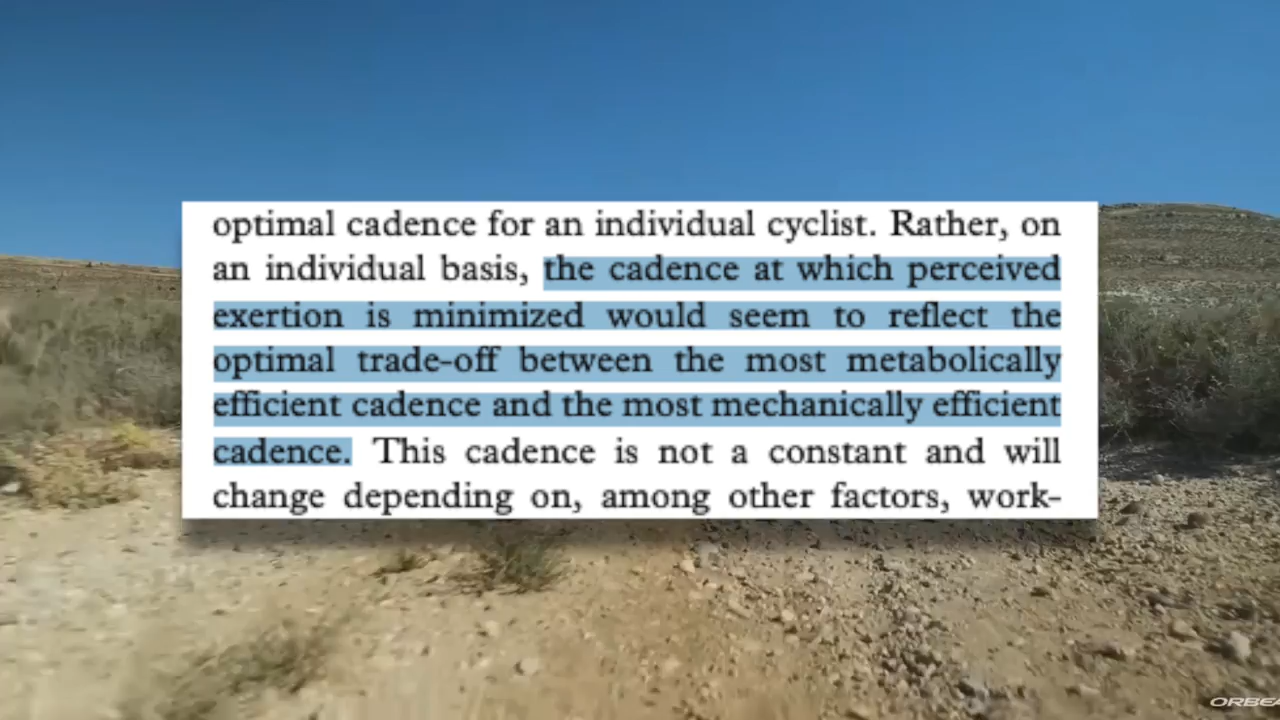 optimal cadence for an individual cyclist. Rather, on
an individual basis, the cadence at which perceived
exertion is minimized would seem to reflect the
optimal trade-off between the most metabolically
efficient cadence and the most mechanically efficient
cadence. This cadence is not a constant and will
change depending on, among other factors, work-